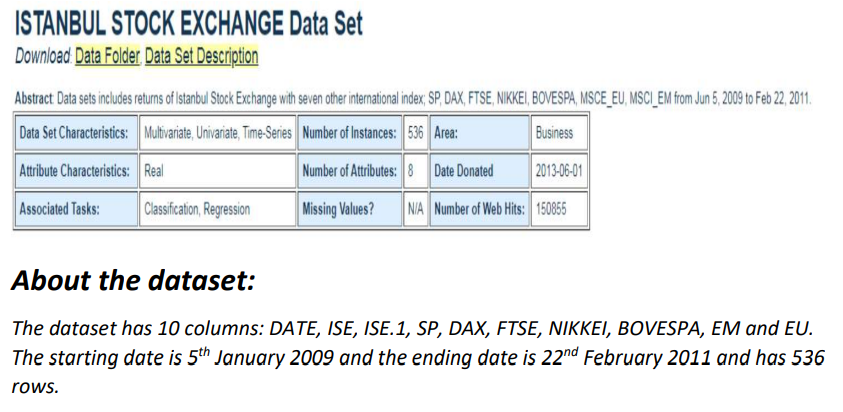 ISTANBUL STOCK EXCHANGE Data Set
Download: Data Folder, Data Set Description
Abstract: Data sets includes returns of Istanbul Stock Exchange with seven other international index; SP, DAX, FTSE, NIKKEI, BOVESPA, MSCE_EU, MSCI_EM from Jun 5, 2009 to Feb 22, 2011.
Data Set Characteristics: Multivariate, Univariate, Time-Series Number of Instances: 536 Area: Business
Attribute Characteristics: Real Number of Attributes: 8 Date Donated 2013-06-01
Associated Tasks: Classification, Regression Missing Values? N/A Number of Web Hits: 150855
About the dataset:
The dataset has 10 columns: DATE, ISE, ISE.1, SP, DAX, FTSE, NIKKEI, BOVESPA, EM and EU.
The starting date is 5th January 2009 and the ending date is 22nd February 2011 and has 536
rows.